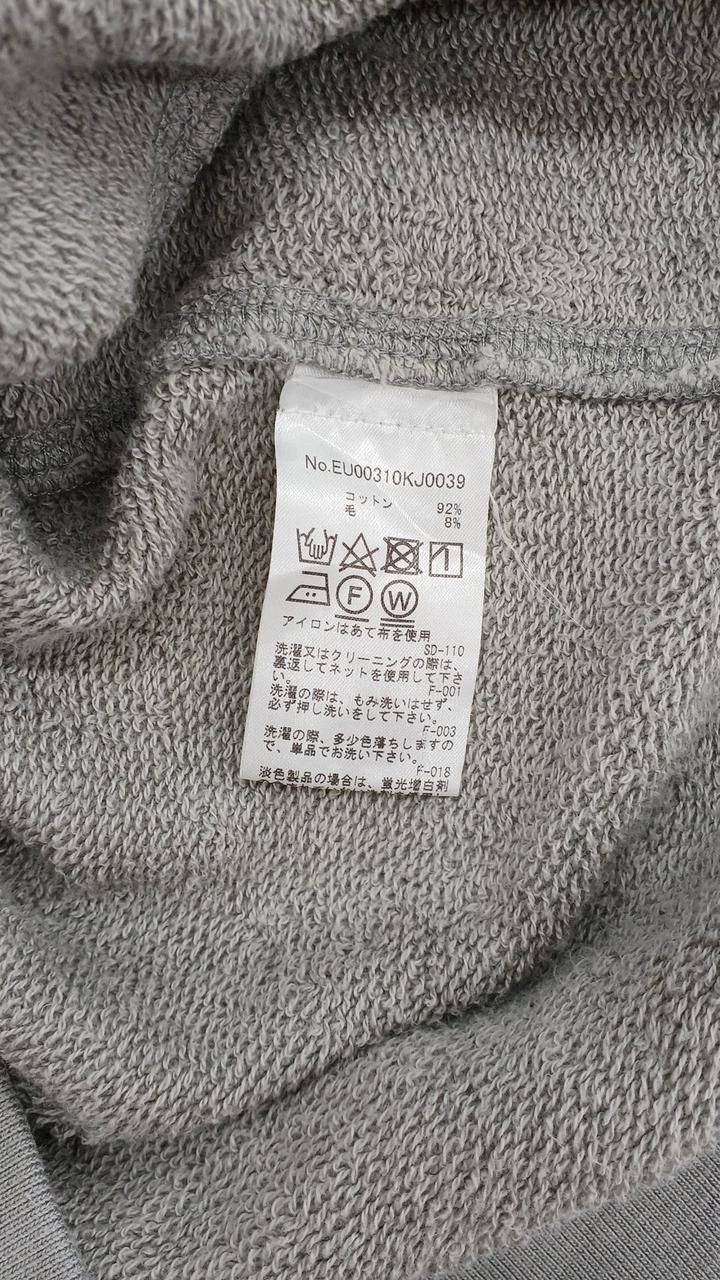 No.EU00310KJ0039
コットン 92%
毛 8%
F W
アイロンはあて布を使用
SD-110
洗濯又はクリーニングの際は、
裏返してネットを使用して下さ
い。
F-001
洗濯の際は、もみ洗いはせず、
必ず押し洗いをして下さい。
F-003
洗濯の際、多少色落ちしますの
で、単品でお洗い下さい。
F-018
淡色製品の場合は、蛍光増白剤